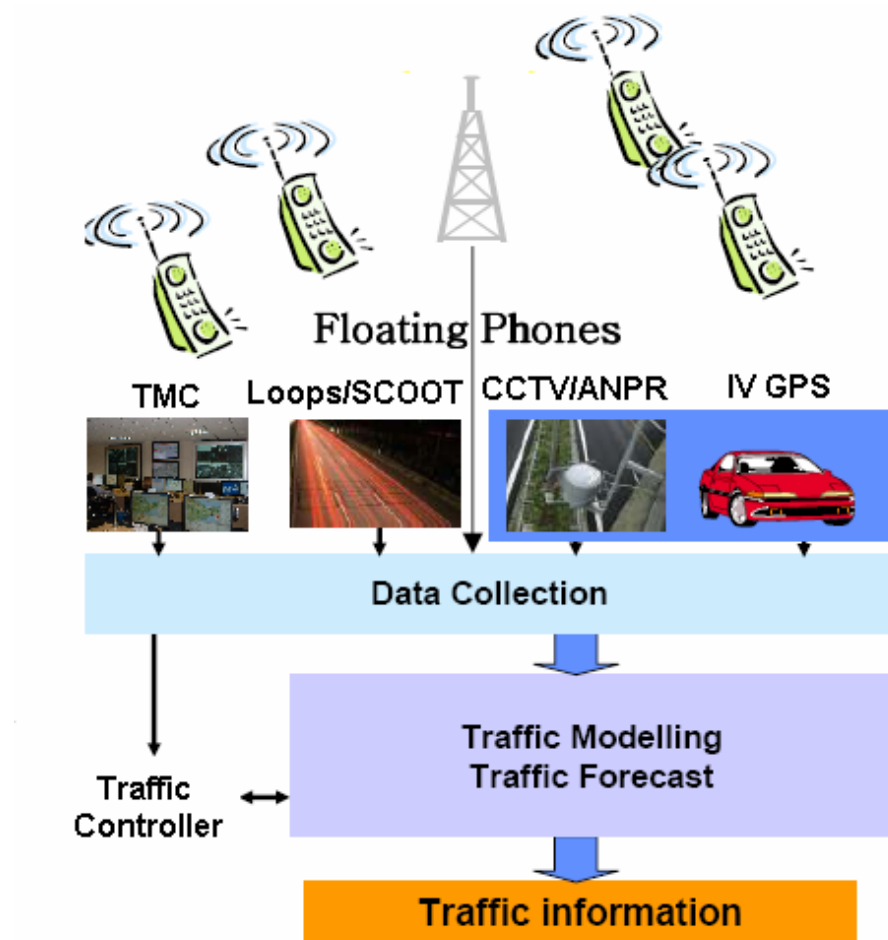 Floating Phones
TMC
Loops/SCOOT
CCTV/ANPR
IV GPS
Data Collection
Traffic Modelling
Traffic Forecast
Traffic
Controller
Traffic information